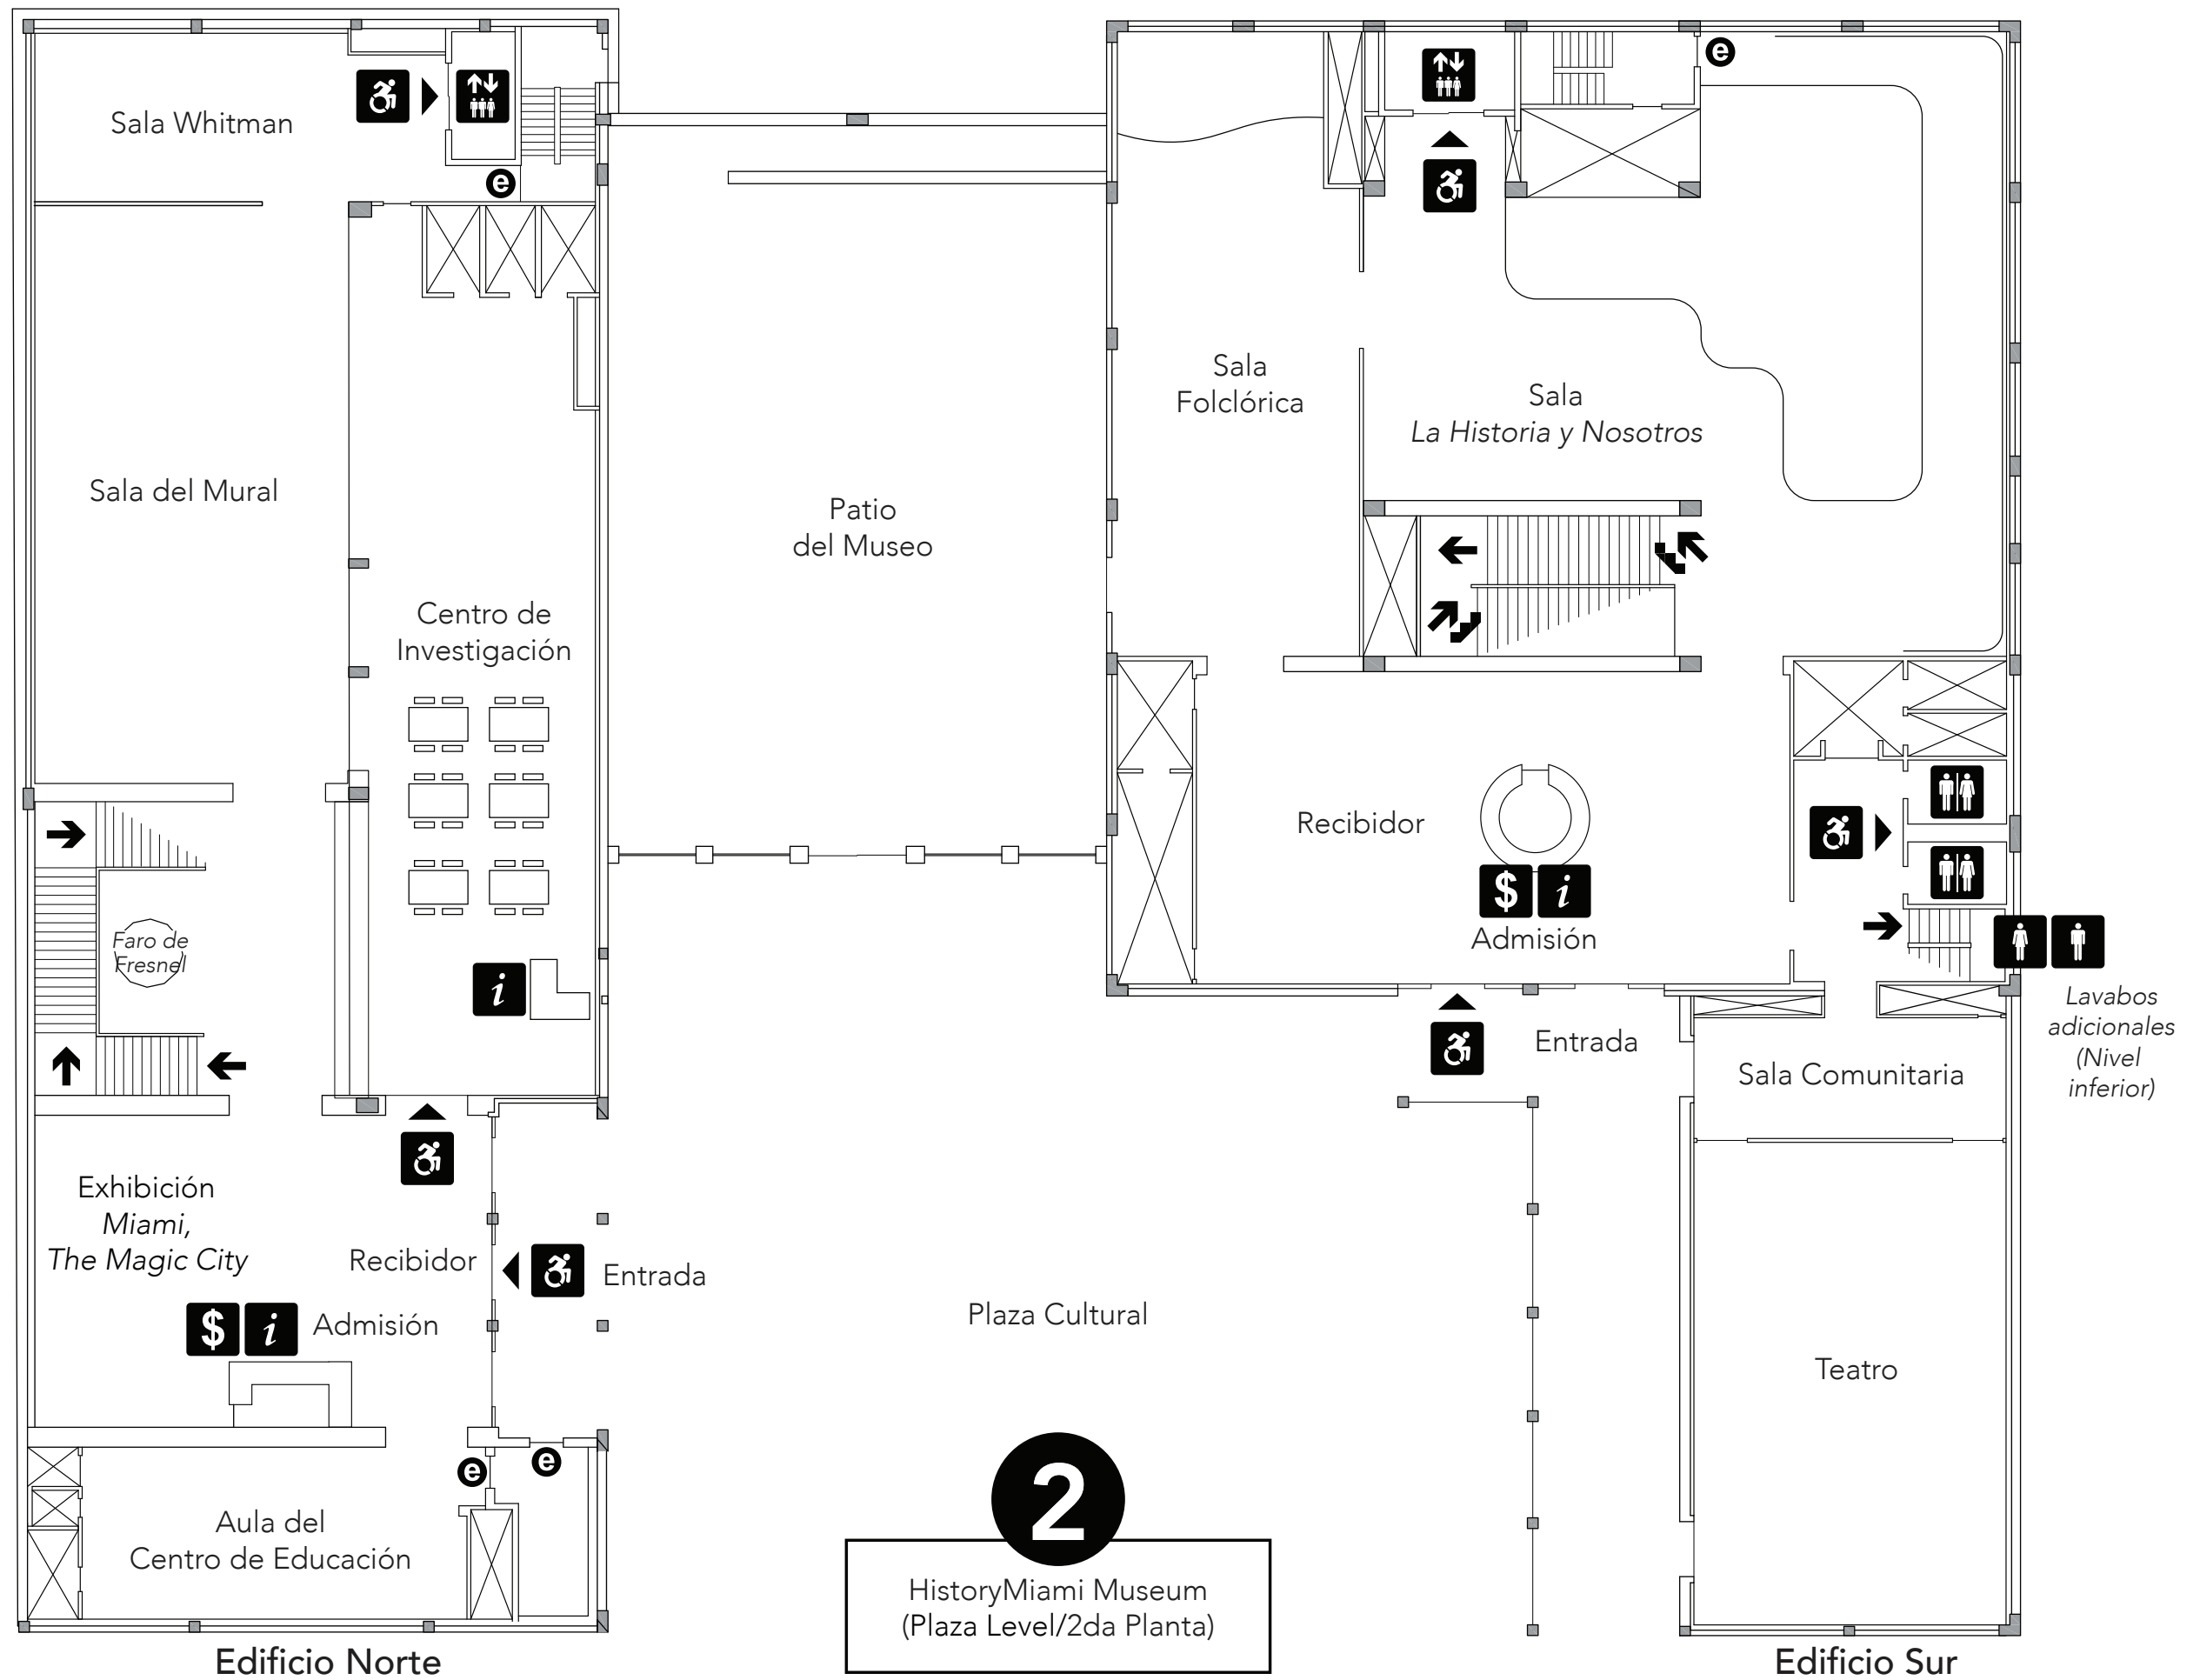 Sala Whitman
e
Sala del Mural
Centro de
Investigación
Faro de
Fresnel
i
Exhibición
Miami,
The Magic City
Recibidor
Entrada
$ i Admisión
e
e
Aula del
Centro de Educación
Edificio Norte
Patio
del Museo
Plaza Cultural
2
HistoryMiami Museum
(Plaza Level/2da Planta)
e
Sala
Folclórica
Sala
La Historia y Nosotros
Recibidor
$ i
Admisión
Entrada
Lavabos
adicionales
(Nivel
inferior)
Sala Comunitaria
Teatro
Edificio Sur